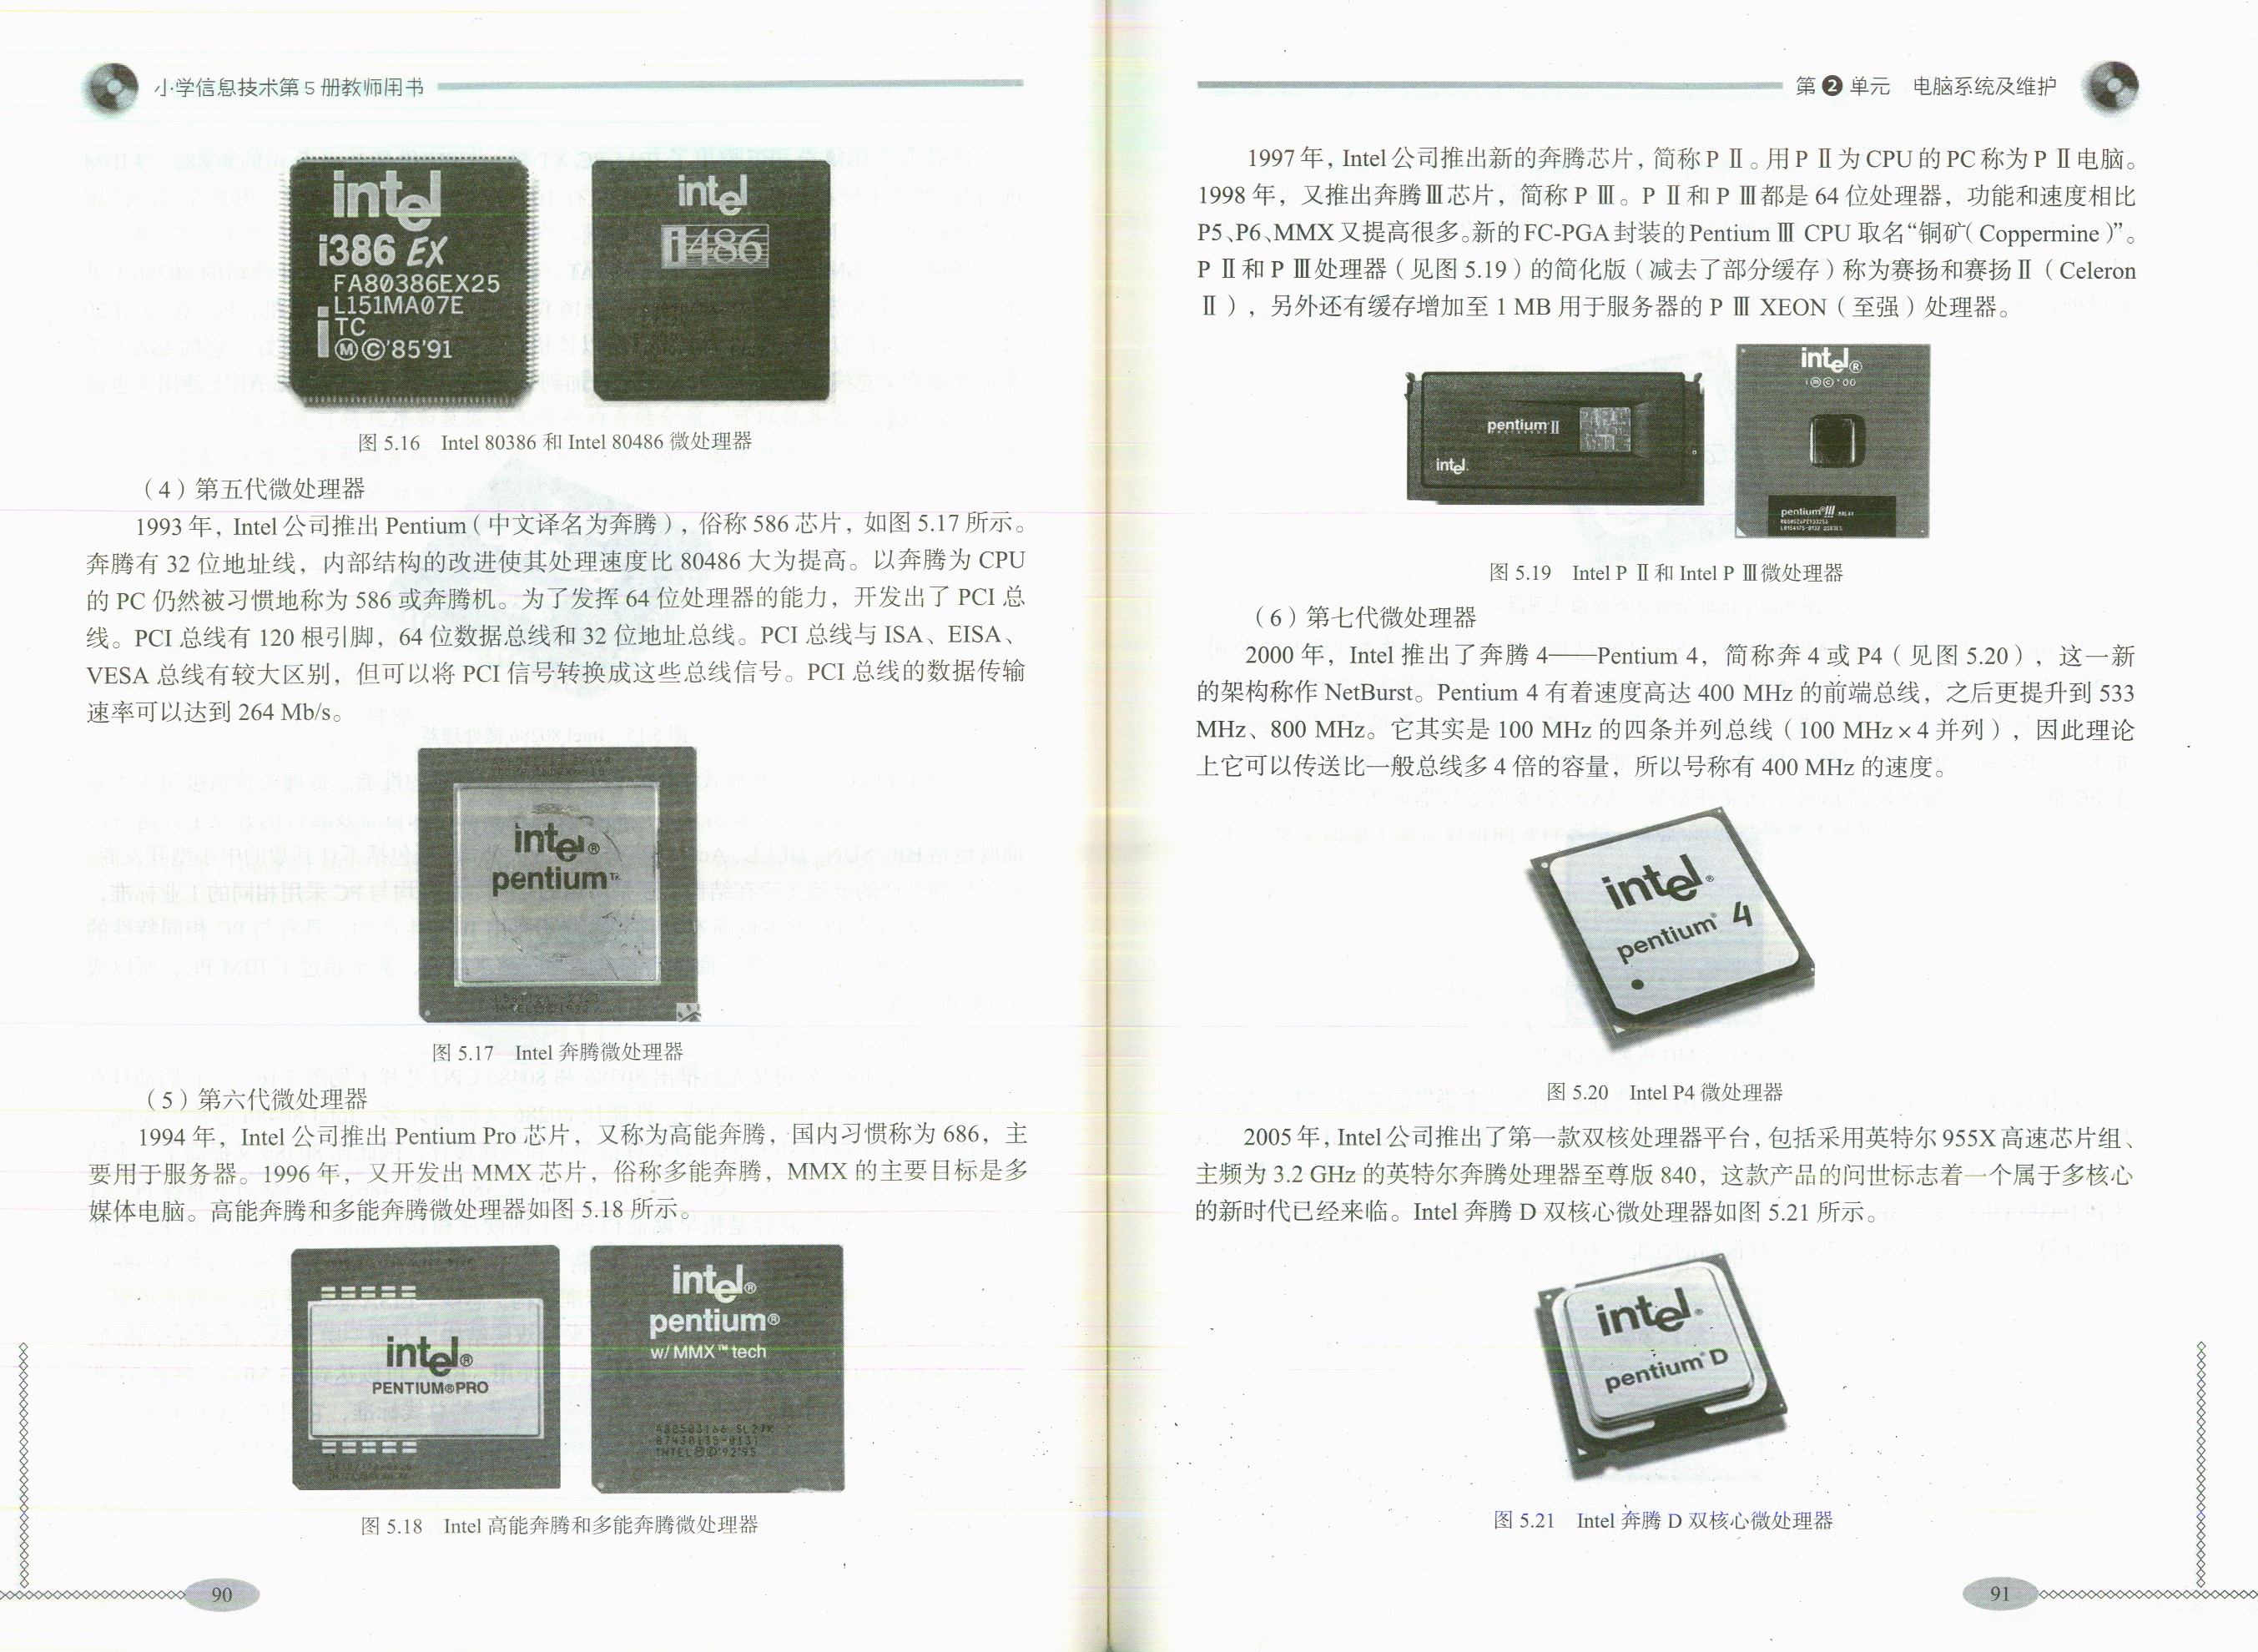 小学信息技术第5册教师用书
intel
i386 EX
FA80386EX25
L151MA07E
i TC
Ⓜ©'85'91
intel
i486
图 5.16 Intel 80386 和 Intel 80486 微处理器
（4）第五代微处理器
1993 年，Intel 公司推出 Pentium（中文译名为奔腾），俗称 586 芯片，如图 5.17 所示。
奔腾有 32 位地址线，内部结构的改进使其处理速度比 80486 大为提高。以奔腾为 CPU
的 PC 仍然被习惯地称为 586 或奔腾机。为了发挥 64 位处理器的能力，开发出了 PCI 总
线。PCI 总线有 120 根引脚，64 位数据总线和 32 位地址总线。PCI 总线与 ISA、EISA、
VESA 总线有较大区别，但可以将 PCI 信号转换成这些总线信号。PCI 总线的数据传输
速率可以达到 264 Mb/s。
intel®
pentium™
图 5.17 Intel 奔腾微处理器
（5）第六代微处理器
1994 年，Intel 公司推出 Pentium Pro 芯片，又称为高能奔腾，国内习惯称为 686，主
要用于服务器。1996 年，又开发出 MMX 芯片，俗称多能奔腾，MMX 的主要目标是多
媒体电脑。高能奔腾和多能奔腾微处理器如图 5.18 所示。
intel®
PENTIUM®PRO
intel®
pentium®
w/ MMX™ tech
图 5.18 Intel 高能奔腾和多能奔腾微处理器
90
第❷单元 电脑系统及维护
1997 年，Intel 公司推出新的奔腾芯片，简称 P Ⅱ。用 P Ⅱ 为 CPU 的 PC 称为 P Ⅱ 电脑。
1998 年，又推出奔腾Ⅲ芯片，简称 P Ⅲ。P Ⅱ 和 P Ⅲ都是 64 位处理器，功能和速度相比
P5、P6、MMX 又提高很多。新的 FC-PGA 封装的 Pentium Ⅲ CPU 取名“铜矿（Coppermine）”。
P Ⅱ 和 P Ⅲ处理器（见图 5.19）的简化版（减去了部分缓存）称为赛扬和赛扬Ⅱ（Celeron
Ⅱ），另外还有缓存增加至 1 MB 用于服务器的 P Ⅲ XEON（至强）处理器。
pentium II
intel.
intel®
iⓜ©'00
pentium®III
图 5.19 Intel P Ⅱ和 Intel P Ⅲ微处理器
（6）第七代微处理器
2000 年，Intel 推出了奔腾 4——Pentium 4，简称奔 4 或 P4（见图 5.20），这一新
的架构称作 NetBurst。Pentium 4 有着速度高达 400 MHz 的前端总线，之后更提升到 533
MHz、800 MHz。它其实是 100 MHz 的四条并列总线（100 MHz × 4 并列），因此理论
上它可以传送比一般总线多 4 倍的容量，所以号称有 400 MHz 的速度。
intel®
pentium® 4
图 5.20 Intel P4 微处理器
2005 年，Intel 公司推出了第一款双核处理器平台，包括采用英特尔 955X 高速芯片组、
主频为 3.2 GHz 的英特尔奔腾处理器至尊版 840，这款产品的问世标志着一个属于多核心
的新时代已经来临。Intel 奔腾 D 双核心微处理器如图 5.21 所示。
intel®
pentium® D
图 5.21 Intel 奔腾 D 双核心微处理器
91